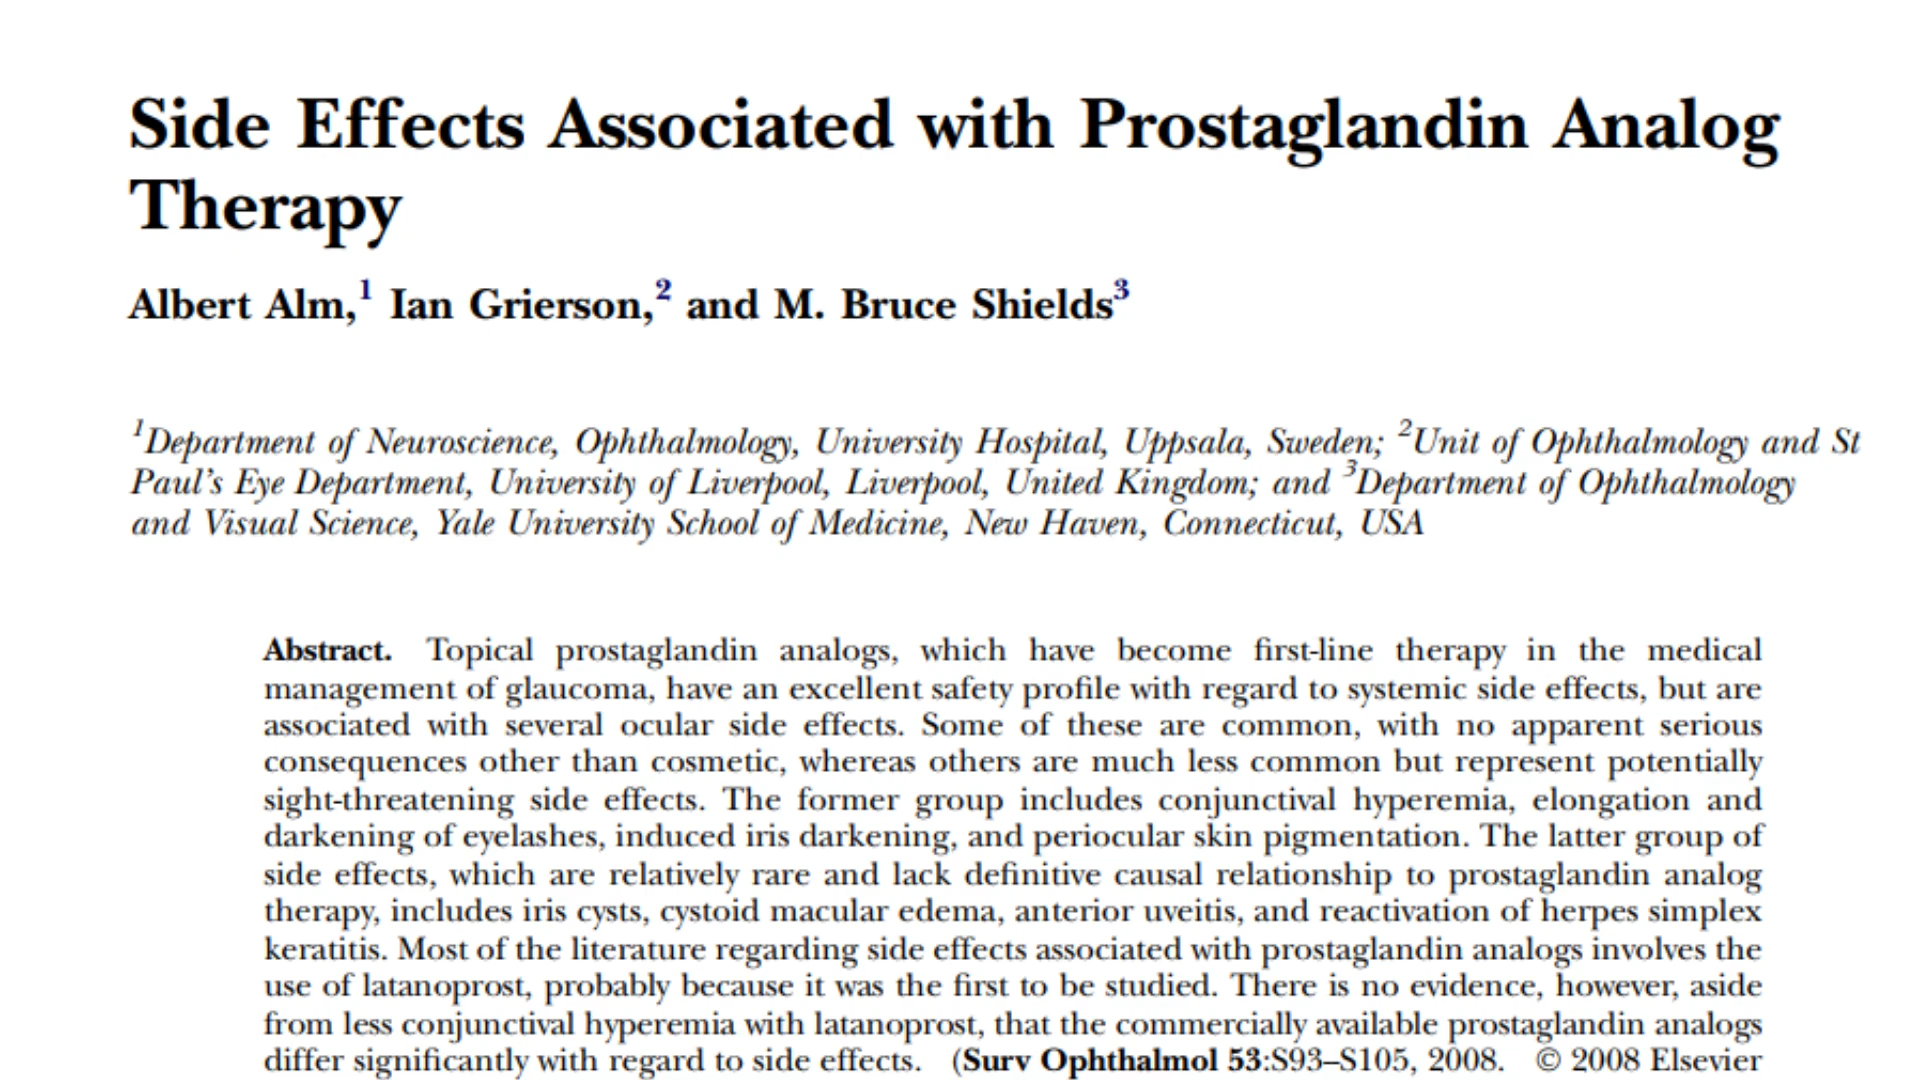 Side Effects Associated with Prostaglandin Analog
Therapy
Albert Alm,1 Ian Grierson,2 and M. Bruce Shields3
1Department of Neuroscience, Ophthalmology, University Hospital, Uppsala, Sweden; 2Unit of Ophthalmology and St
Paul's Eye Department, University of Liverpool, Liverpool, United Kingdom; and 3Department of Ophthalmology
and Visual Science, Yale University School of Medicine, New Haven, Connecticut, USA
Abstract. Topical prostaglandin analogs, which have become first-line therapy in the medical
management of glaucoma, have an excellent safety profile with regard to systemic side effects, but are
associated with several ocular side effects. Some of these are common, with no apparent serious
consequences other than cosmetic, whereas others are much less common but represent potentially
sight-threatening side effects. The former group includes conjunctival hyperemia, elongation and
darkening of eyelashes, induced iris darkening, and periocular skin pigmentation. The latter group of
side effects, which are relatively rare and lack definitive causal relationship to prostaglandin analog
therapy, includes iris cysts, cystoid macular edema, anterior uveitis, and reactivation of herpes simplex
keratitis. Most of the literature regarding side effects associated with prostaglandin analogs involves the
use of latanoprost, probably because it was the first to be studied. There is no evidence, however, aside
from less conjunctival hyperemia with latanoprost, that the commercially available prostaglandin analogs
differ significantly with regard to side effects. (Surv Ophthalmol 53:S93–S105, 2008. © 2008 Elsevier